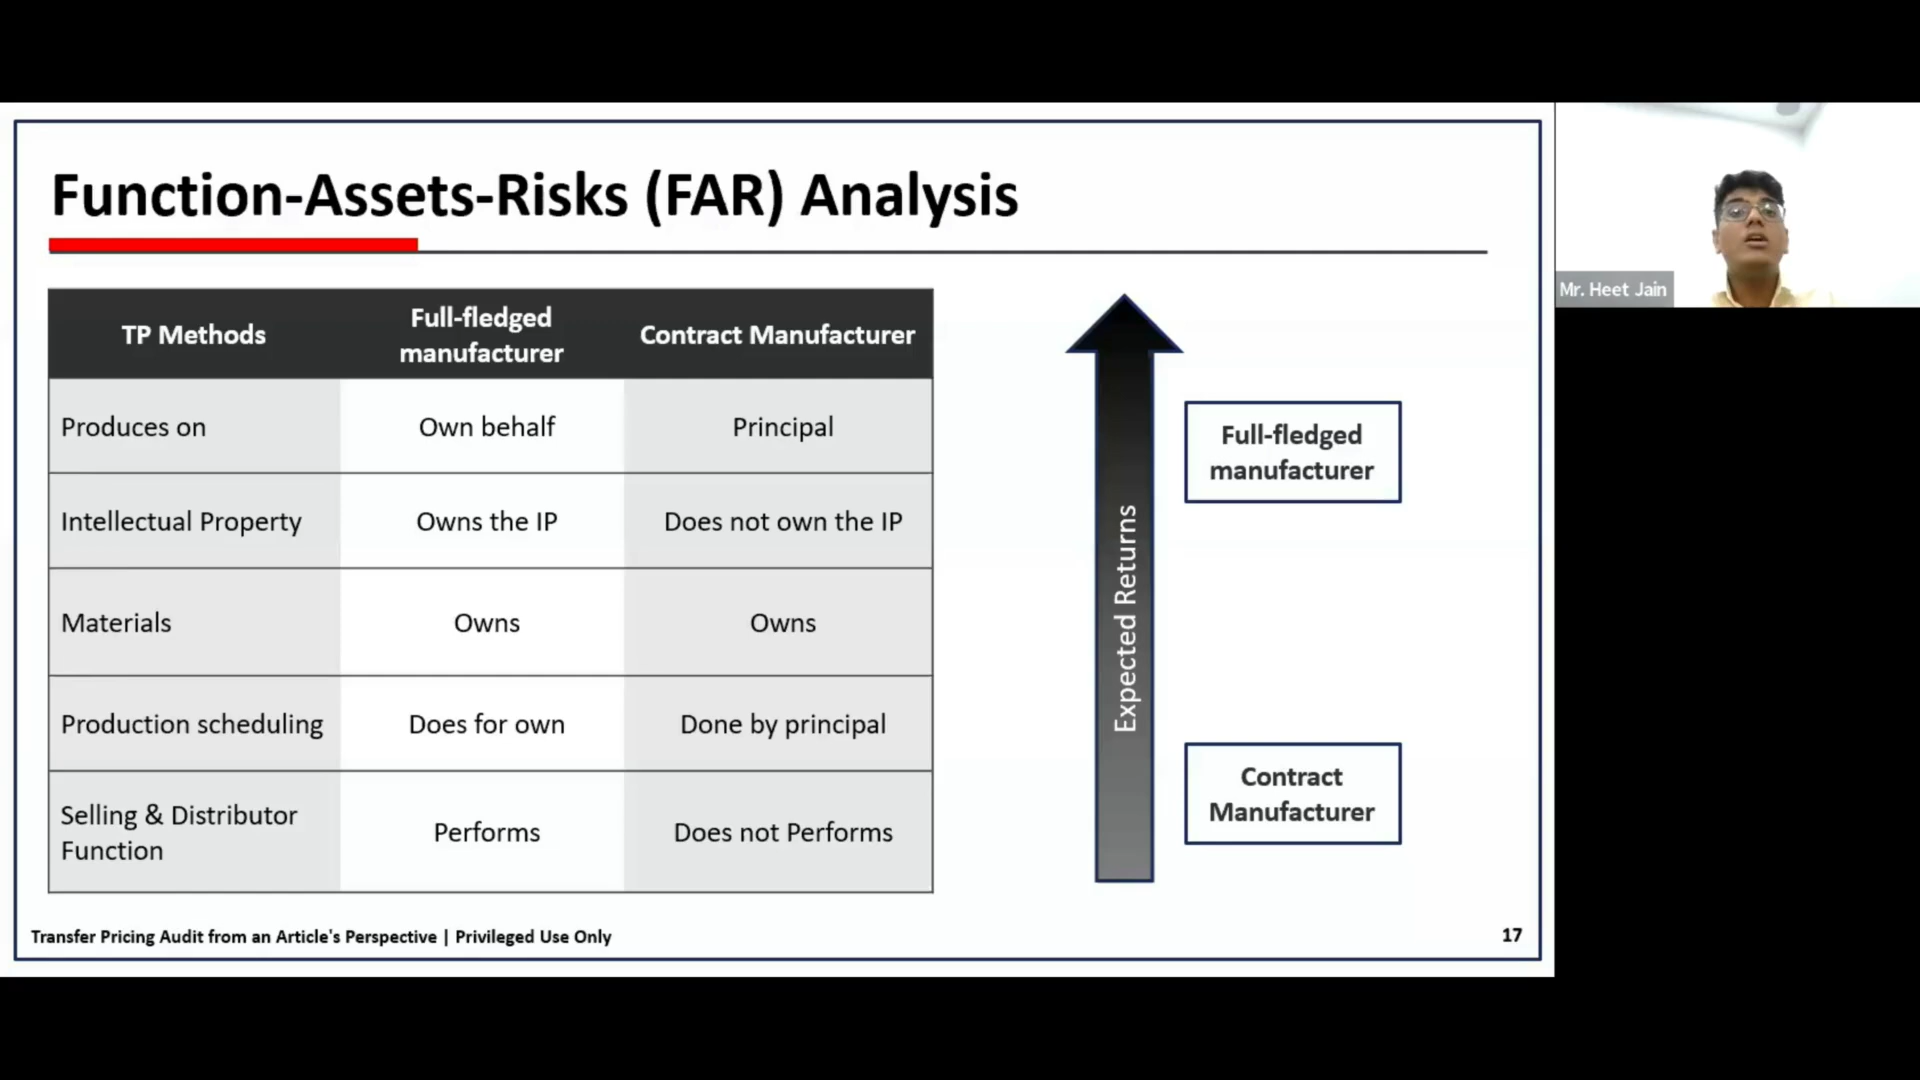 Function-Assets-Risks (FAR) Analysis
TP Methods
Full-fledged
manufacturer
Contract Manufacturer
Produces on
Own behalf
Principal
Intellectual Property
Owns the IP
Does not own the IP
Materials
Owns
Owns
Production scheduling
Does for own
Done by principal
Selling & Distributor
Function
Performs
Does not Performs
Expected Returns
Full-fledged
manufacturer
Contract
Manufacturer
Transfer Pricing Audit from an Article's Perspective | Privileged Use Only
17
Mr. Heet Jain